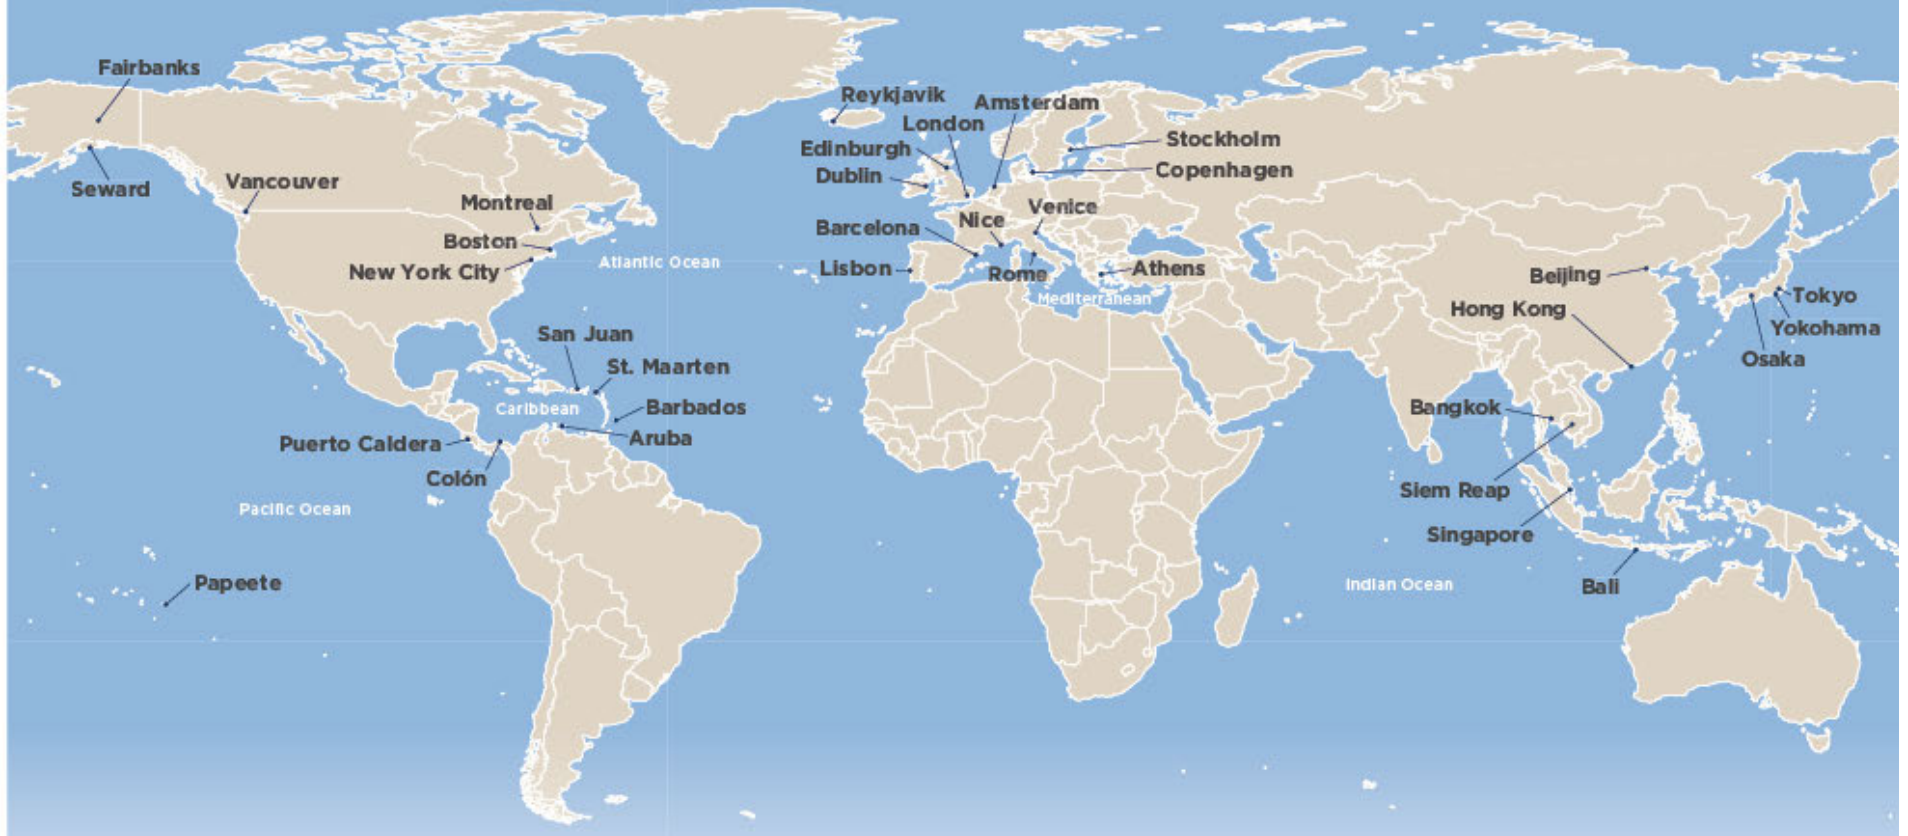 Fairbanks
Reykjavik
Amsterdam
London
Stockholm
Edinburgh
Copenhagen
Dublin
Seward
Vancouver
Montreal
Venice
Nice
Barcelona
Boston
Atlantic Ocean
New York City
Lisbon
Rome
Athens
Beijing
Mediterranean
Tokyo
Hong Kong
Yokohama
San Juan
Osaka
St. Maarten
Caribbean
Barbados
Bangkok
Aruba
Puerto Caldera
Colón
Siem Reap
Pacific Ocean
Singapore
Papeete
Indian Ocean
Bali